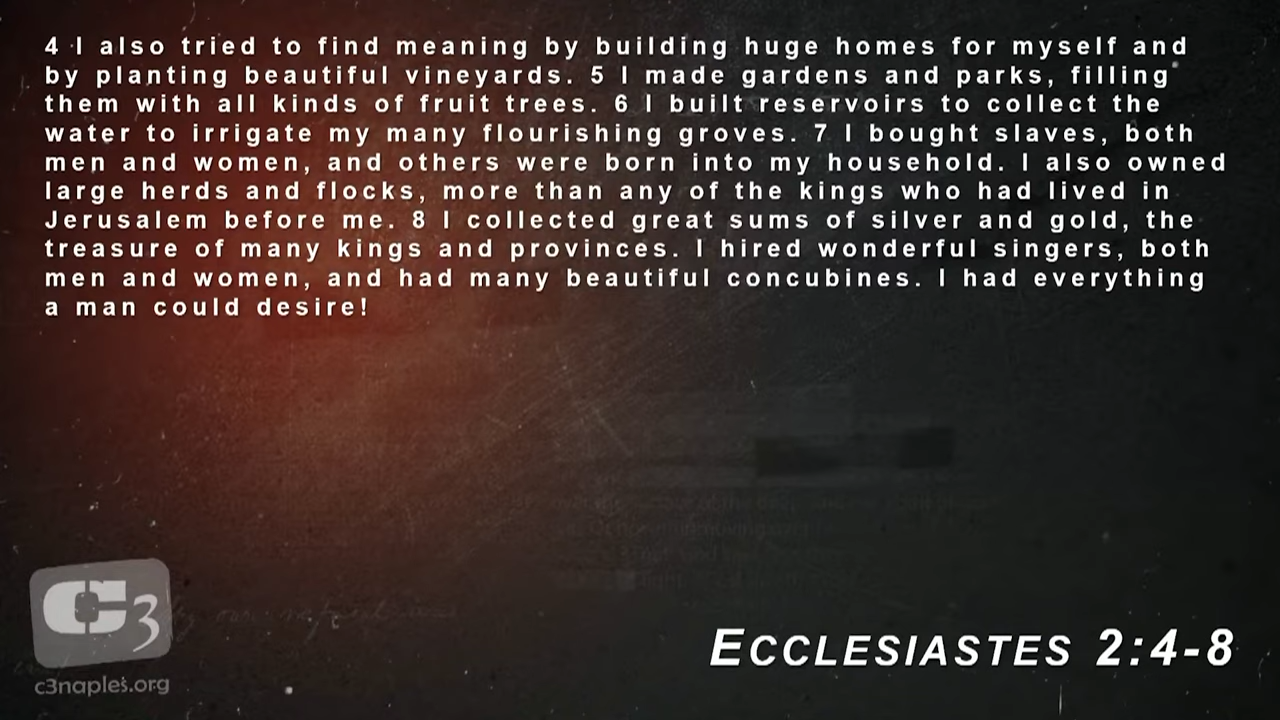 4 I also tried to find meaning by building huge homes for myself and
by planting beautiful vineyards. 5 I made gardens and parks, filling
them with all kinds of fruit trees. 6 I built reservoirs to collect the
water to irrigate my many flourishing groves. 7 I bought slaves, both
men and women, and others were born into my household. I also owned
large herds and flocks, more than any of the kings who had lived in
Jerusalem before me. 8 I collected great sums of silver and gold, the
treasure of many kings and provinces. I hired wonderful singers, both
men and women, and had many beautiful concubines. I had everything
a man could desire!
C3
c3naples.org
ECCLESIASTES 2:4-8